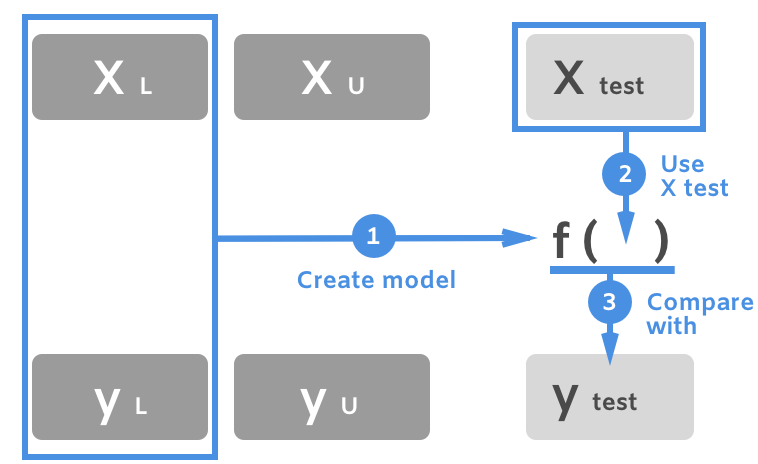 X L
X U
X test
2
Use
X test
1
f ( )
Create model
3
Compare
with
y L
y U
y test